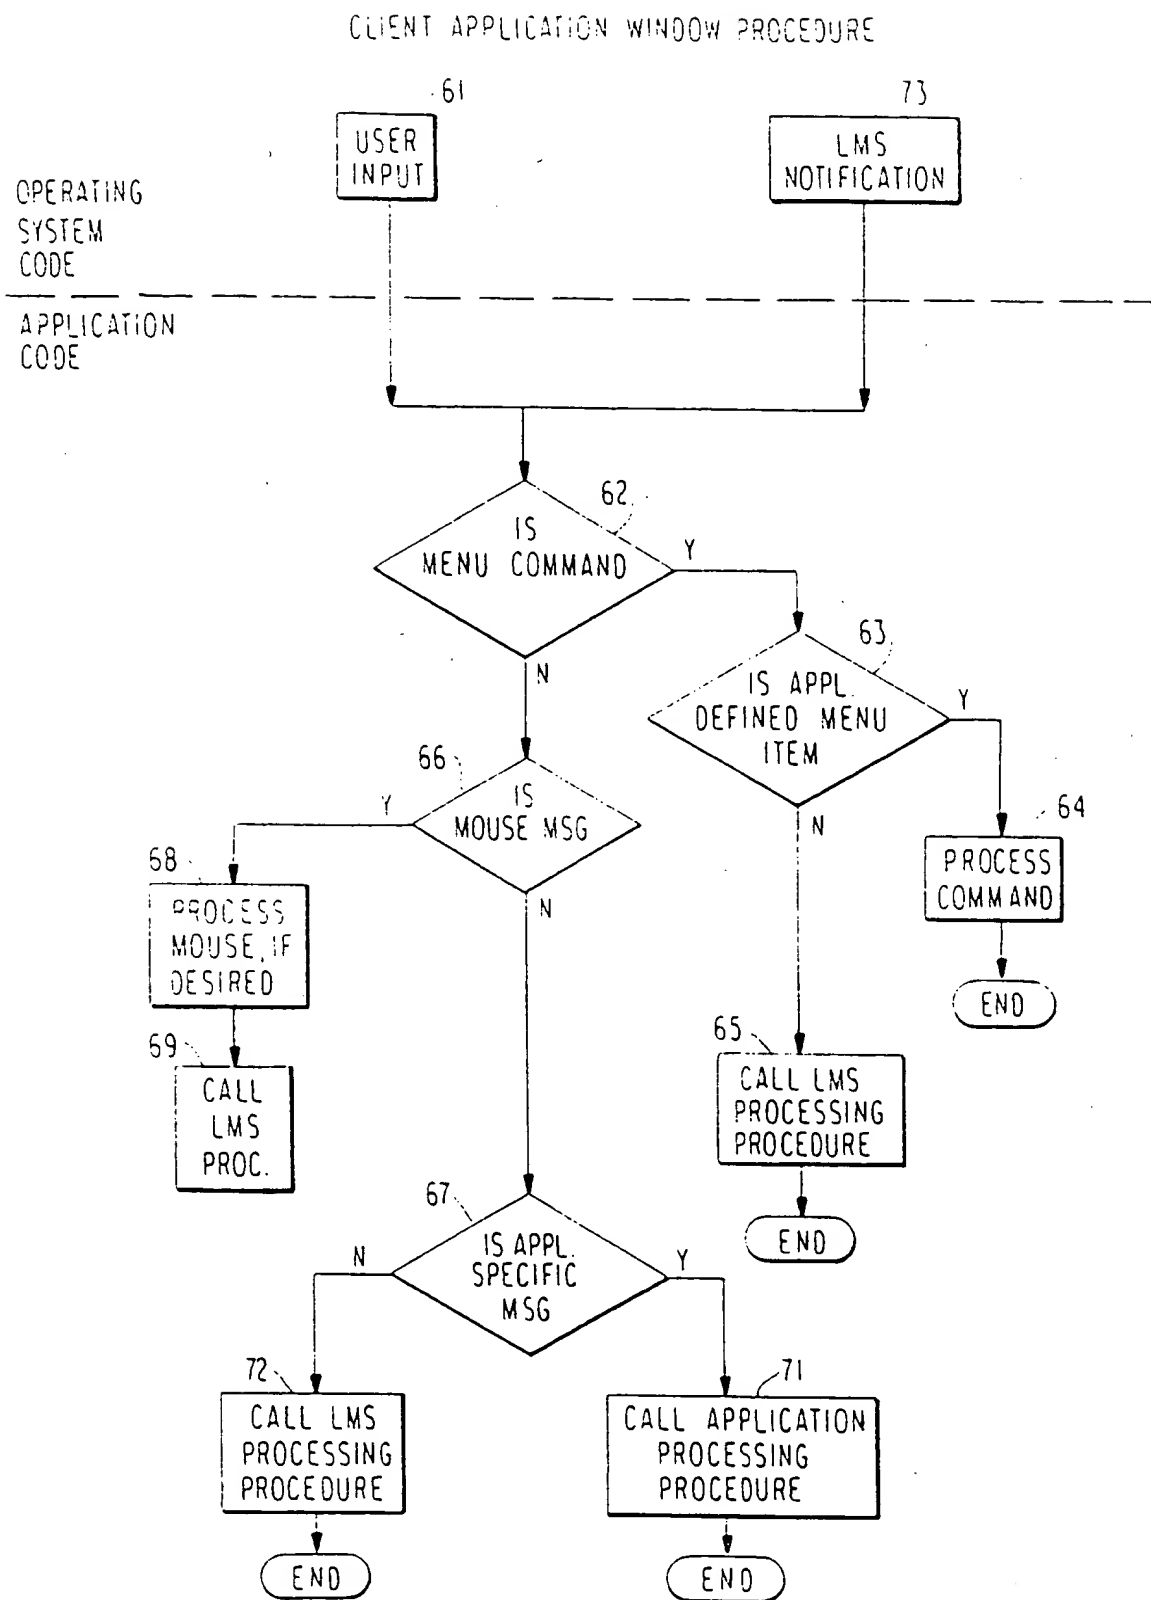 CLIENT APPLICATION WINDOW PROCEDURE
61
73
USER
INPUT
LMS
NOTIFICATION
OPERATING
SYSTEM
CODE
APPLICATION
CODE
62
IS
MENU COMMAND
Y
N
63
IS APPL.
DEFINED MENU
ITEM
Y
N
66
IS
MOUSE MSG
Y
N
64
PROCESS
COMMAND
END
68
PROCESS
MOUSE, IF
DESIRED
69
CALL
LMS
PROC.
65
CALL LMS
PROCESSING
PROCEDURE
END
67
IS APPL.
SPECIFIC
MSG
N
Y
72
CALL LMS
PROCESSING
PROCEDURE
END
71
CALL APPLICATION
PROCESSING
PROCEDURE
END